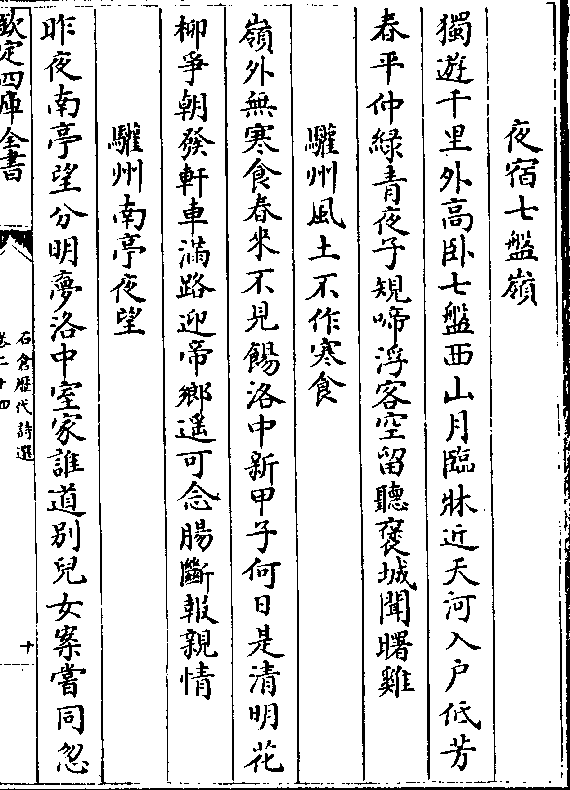 夜宿七盤嶺
獨遊千里外高卧七盤西山月臨牀近天河入户低芳
春平仲緑青夜子規啼浮客空留聽褒城聞曙雞
驩州風土不作寒食
嶺外無寒食春來不見餳洛中新甲子何日是清明花
柳爭朝發軒車滿路迎帝鄉遥可念腸斷報親情
驩州南亭夜望
昨夜南亭望分明夢洛中室家誰道别兒女案嘗同忽
欽定四庫全書
石倉歴代詩選
卷二十四
十